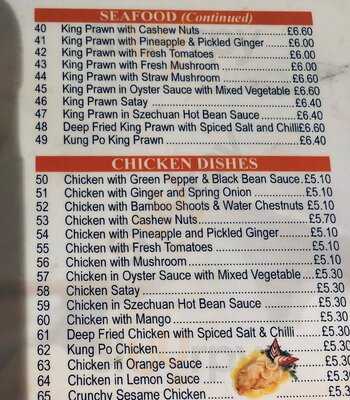 SEAFOOD (Continued)
40 King Prawn with Cashew Nuts ........................£6.60
41 King Prawn with Pineapple & Pickled Ginger .......£6.00
42 King Prawn with Fresh Tomatoes ....................£6.00
43 King Prawn with Fresh Mushroom ...................£6.00
44 King Prawn with Straw Mushroom ..................£6.60
45 King Prawn in Oyster Sauce with Mixed Vegetable £6.60
46 King Prawn Satay ......................................£6.40
47 King Prawn in Szechuan Hot Bean Sauce ..........£6.40
48 Deep Fried King Prawn with Spiced Salt and Chilli£6.60
49 Kung Po King Prawn ..................................£6.40
CHICKEN DISHES
50 Chicken with Green Pepper & Black Bean Sauce.£5.10
51 Chicken with Ginger and Spring Onion ..............£5.10
52 Chicken with Bamboo Shoots & Water Chestnuts £5.10
53 Chicken with Cashew Nuts............................£5.70
54 Chicken with Pineapple and Pickled Ginger........£5.10
55 Chicken with Fresh Tomatoes ........................£5.10
56 Chicken with Mushroom...............................£5.10
57 Chicken in Oyster Sauce with Mixed Vegetable ....£5.30
58 Chicken Satay ..........................................£5.30
59 Chicken in Szechuan Hot Bean Sauce ..............£5.30
60 Chicken with Mango....................................£5.30
61 Deep Fried Chicken with Spiced Salt & Chilli ......£5.30
62 Kung Po Chicken.......................................£5.30
63 Chicken in Orange Sauce ..... £5.30
64 Chicken in Lemon Sauce ..... £5.30
65 Crunchy Sesame Chicken ..... £5.3